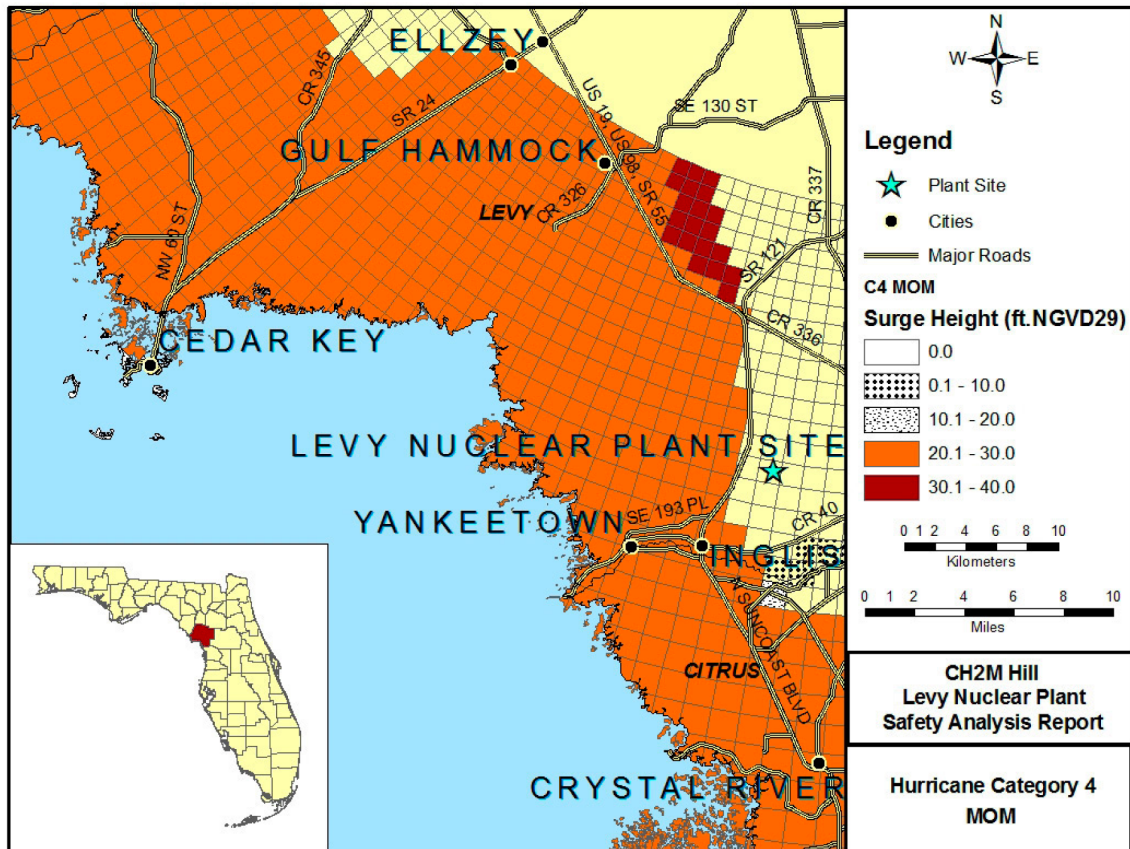 ELLZEY
CR 345
SR 24
US 19, US 98, SR 55
SE 130 ST
GULF HAMMOCK
CR 337
LEVY
CR 326
NW 60 ST
SR 121
CEDAR KEY
CR 336
LEVY NUCLEAR PLANT SITE
SE 193 PL
YANKEETOWN
CR 40
INGLIS
N SUNCOAST BLVD
CITRUS
CRYSTAL RIVER
N
W E
S
Legend
Plant Site
Cities
Major Roads
C4 MOM
Surge Height (ft.NGVD29)
0.0
0.1 - 10.0
10.1 - 20.0
20.1 - 30.0
30.1 - 40.0
0 1 2 4 6 8 10
Kilometers
0 1 2 4 6 8 10
Miles
CH2M Hill
Levy Nuclear Plant
Safety Analysis Report
Hurricane Category 4
MOM